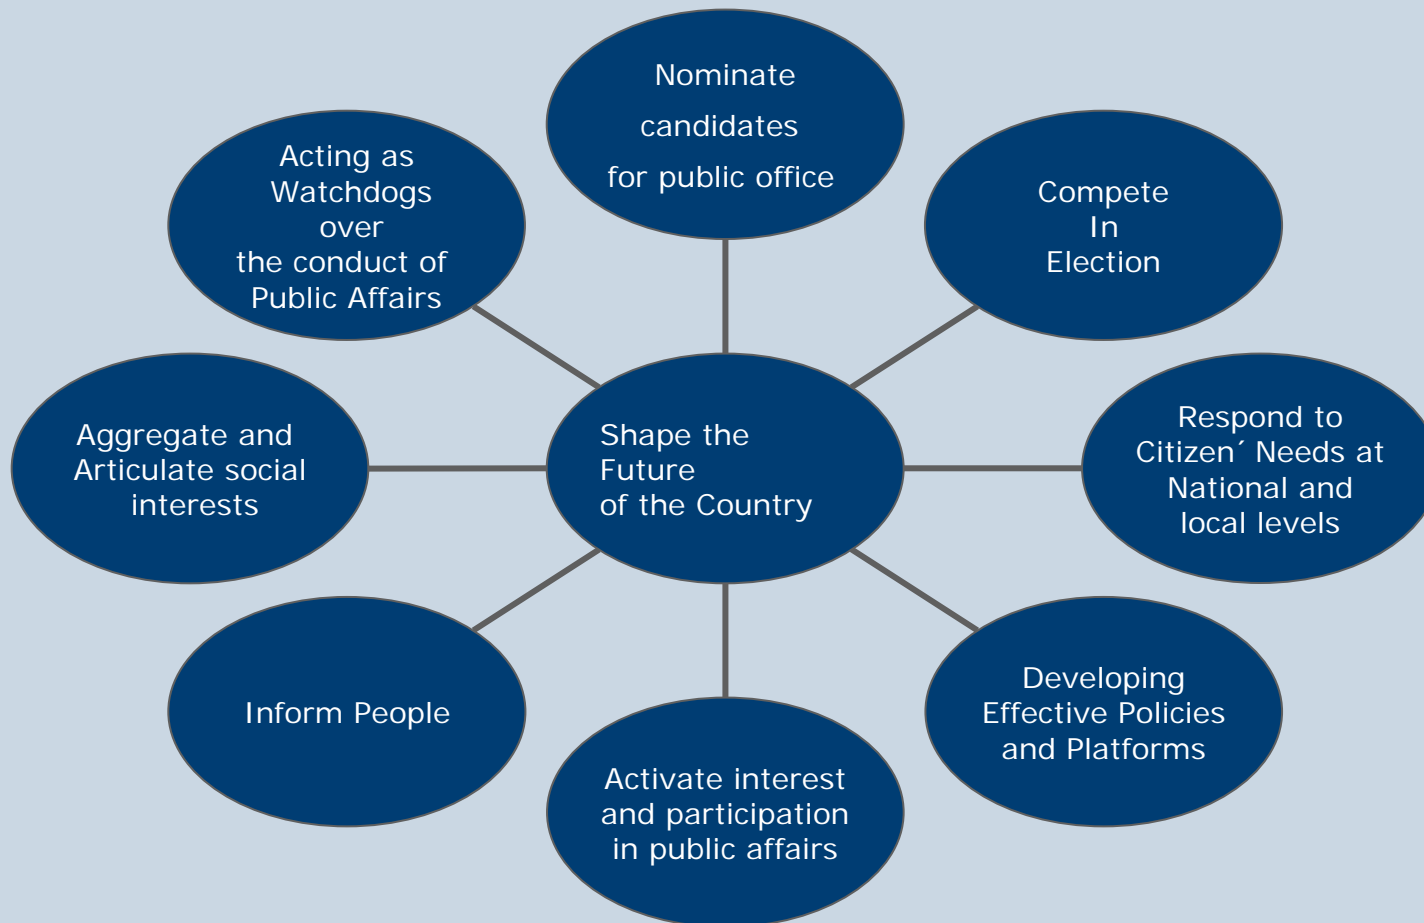 Nominate
candidates
for public office
Acting as
Watchdogs
over
the conduct of
Public Affairs
Compete
In
Election
Aggregate and
Articulate social
interests
Shape the
Future
of the Country
Respond to
Citizen´ Needs at
National and
local levels
Inform People
Developing
Effective Policies
and Platforms
Activate interest
and participation
in public affairs